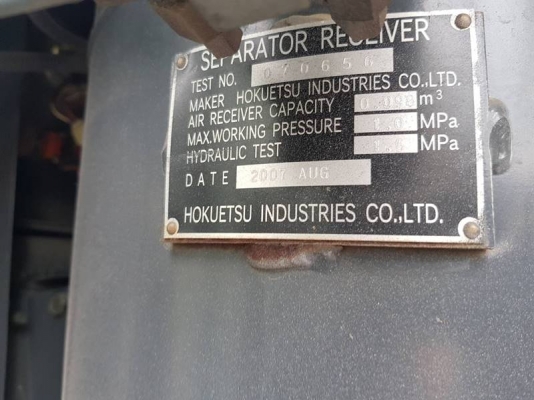 SEPARATOR RECEIVER
TEST NO.
MAKER HOKUETSU INDUSTRIES CO.,LTD.
AIR RECEIVER CAPACITY m³
MAX.WORKING PRESSURE MPa
HYDRAULIC TEST MPa
DATE 2007 AUG
HOKUETSU INDUSTRIES CO.,LTD.